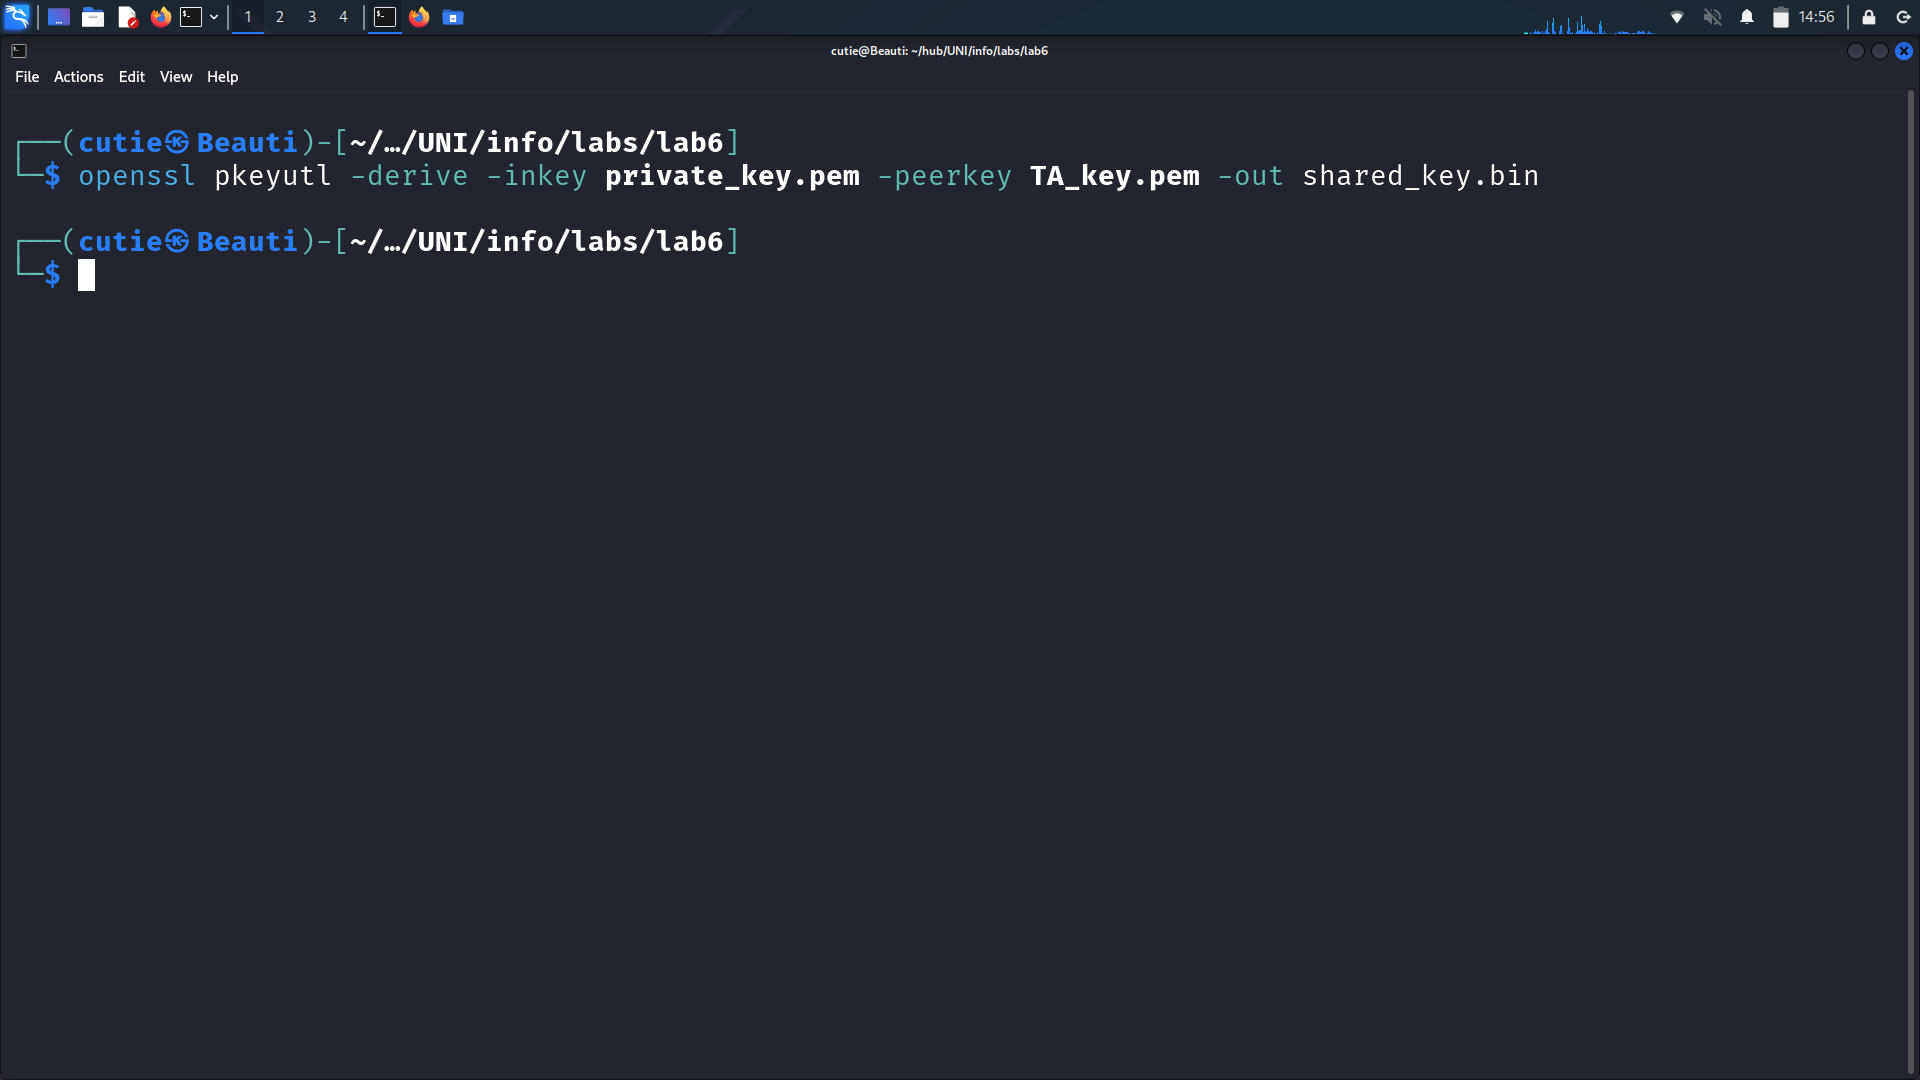 1 2 3 4 14:56
cutie@Beauti: ~/hub/UNI/info/labs/lab6
File Actions Edit View Help
┌──(cutie㉿Beauti)-[~/…/UNI/info/labs/lab6]
└─$ openssl pkeyutl -derive -inkey private_key.pem -peerkey TA_key.pem -out shared_key.bin
┌──(cutie㉿Beauti)-[~/…/UNI/info/labs/lab6]
└─$